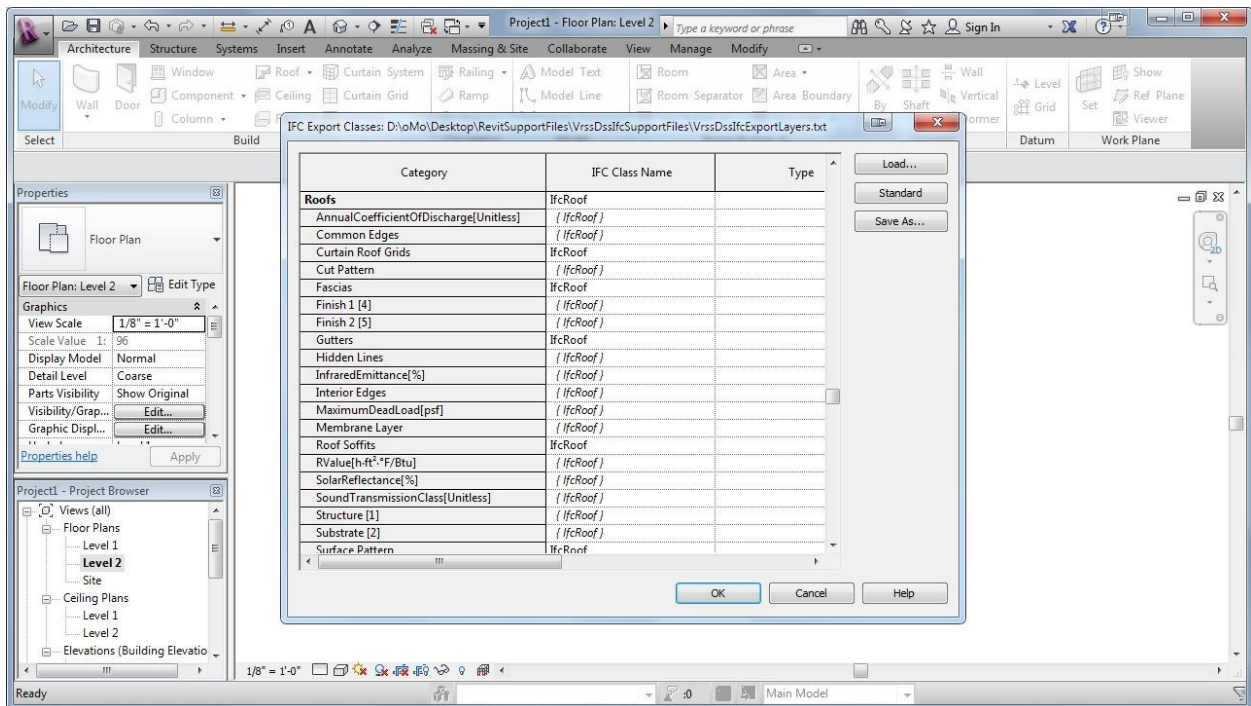 Project1 - Floor Plan: Level 2
Type a keyword or phrase
Sign In
Architecture Structure Systems Insert Annotate Analyze Massing & Site Collaborate View Manage Modify
Modify
Wall
Door
Window
Component
Column
Roof
Ceiling
Curtain System
Curtain Grid
Railing
Ramp
Model Text
Model Line
Room
Room Separator
Area
Area Boundary
By
Shaft
Wall
Vertical
Level
Grid
Set
Show
Ref Plane
Viewer
Select
Build
Datum
Work Plane
IFC Export Classes: D:\oMo\Desktop\RevitSupportFiles\VrssDssIfcSupportFiles\VrssDssIfcExportLayers.txt
Category IFC Class Name Type
Roofs IfcRoof
AnnualCoefficientOfDischarge[Unitless] { IfcRoof }
Common Edges { IfcRoof }
Curtain Roof Grids IfcRoof
Cut Pattern { IfcRoof }
Fascias IfcRoof
Finish 1 [4] { IfcRoof }
Finish 2 [5] { IfcRoof }
Gutters IfcRoof
Hidden Lines { IfcRoof }
InfraredEmittance[%] { IfcRoof }
Interior Edges { IfcRoof }
MaximumDeadLoad[psf] { IfcRoof }
Membrane Layer { IfcRoof }
Roof Soffits IfcRoof
RValue[h·ft²·°F/Btu] { IfcRoof }
SolarReflectance[%] { IfcRoof }
SoundTransmissionClass[Unitless] { IfcRoof }
Structure [1] { IfcRoof }
Substrate [2] { IfcRoof }
Surface Pattern IfcRoof
Load...
Standard
Save As...
OK Cancel Help
Properties
Floor Plan
Floor Plan: Level 2 Edit Type
Graphics
View Scale 1/8" = 1'-0"
Scale Value 1: 96
Display Model Normal
Detail Level Coarse
Parts Visibility Show Original
Visibility/Grap... Edit...
Graphic Displ... Edit...
Properties help Apply
Project1 - Project Browser
Views (all)
Floor Plans
Level 1
Level 2
Site
Ceiling Plans
Level 1
Level 2
Elevations (Building Elevatio
2D
1/8" = 1'-0"
Ready
:0
Main Model